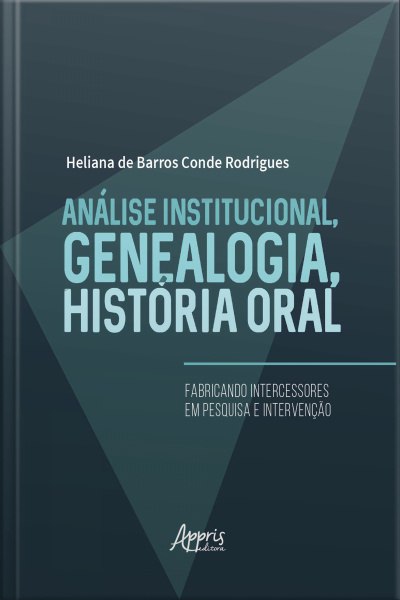 Heliana de Barros Conde Rodrigues
ANÁLISE INSTITUCIONAL,
GENEALOGIA,
HISTÓRIA ORAL
FABRICANDO INTERCESSORES
EM PESQUISA E INTERVENÇÃO
Appris
editora